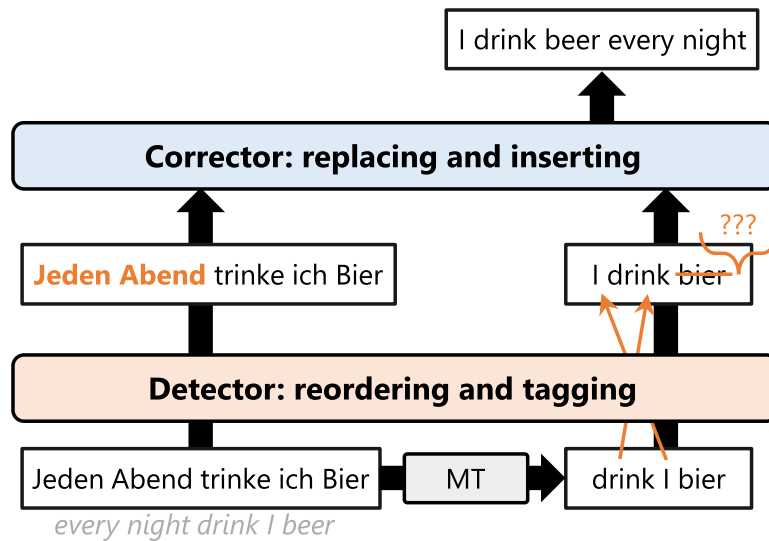 I drink beer every night
Corrector: replacing and inserting
???
Jeden Abend trinke ich Bier
I drink bier
Detector: reordering and tagging
Jeden Abend trinke ich Bier
MT
drink I bier
every night drink I beer